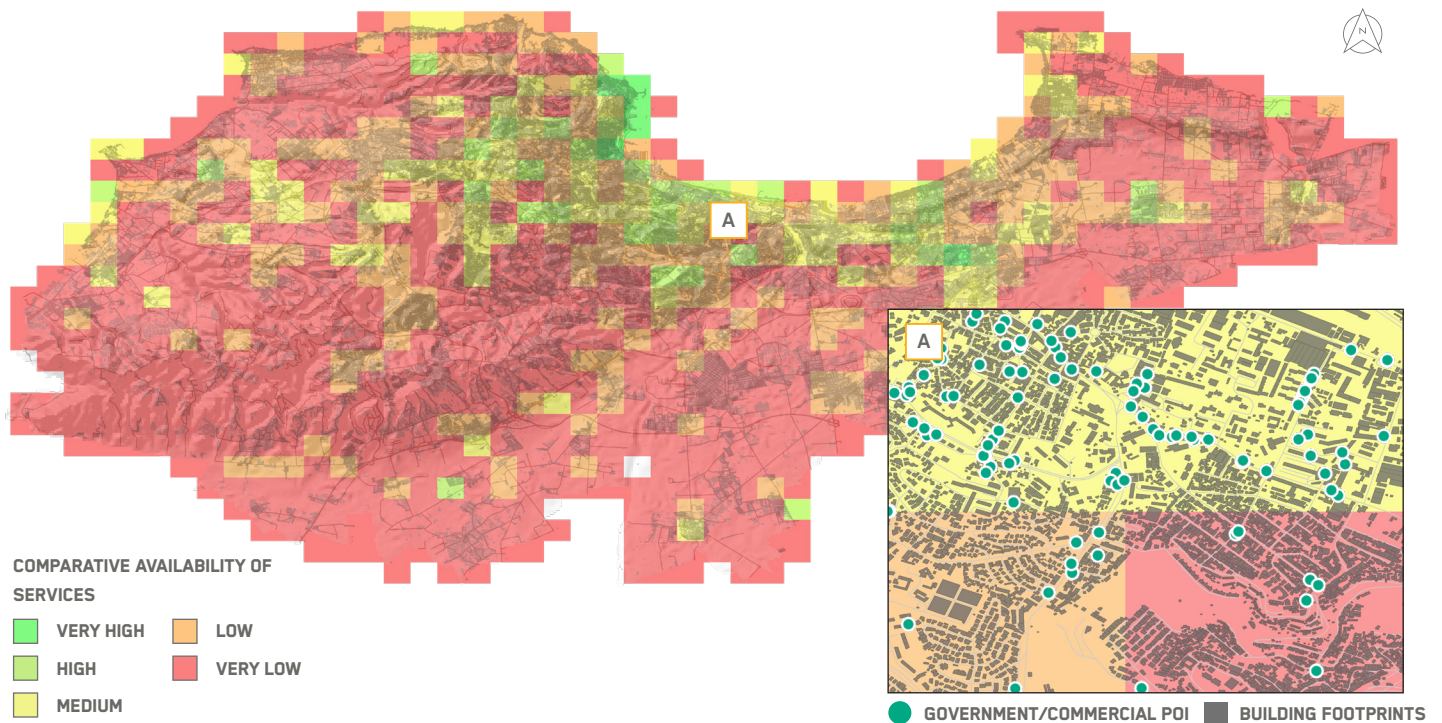 N
A
A
COMPARATIVE AVAILABILITY OF
SERVICES
VERY HIGH
LOW
HIGH
VERY LOW
MEDIUM
GOVERNMENT/COMMERCIAL POI
BUILDING FOOTPRINTS